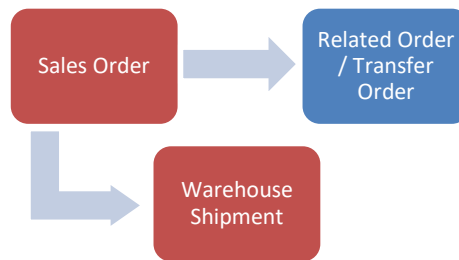 Sales Order
Related Order
/ Transfer
Order
Warehouse
Shipment